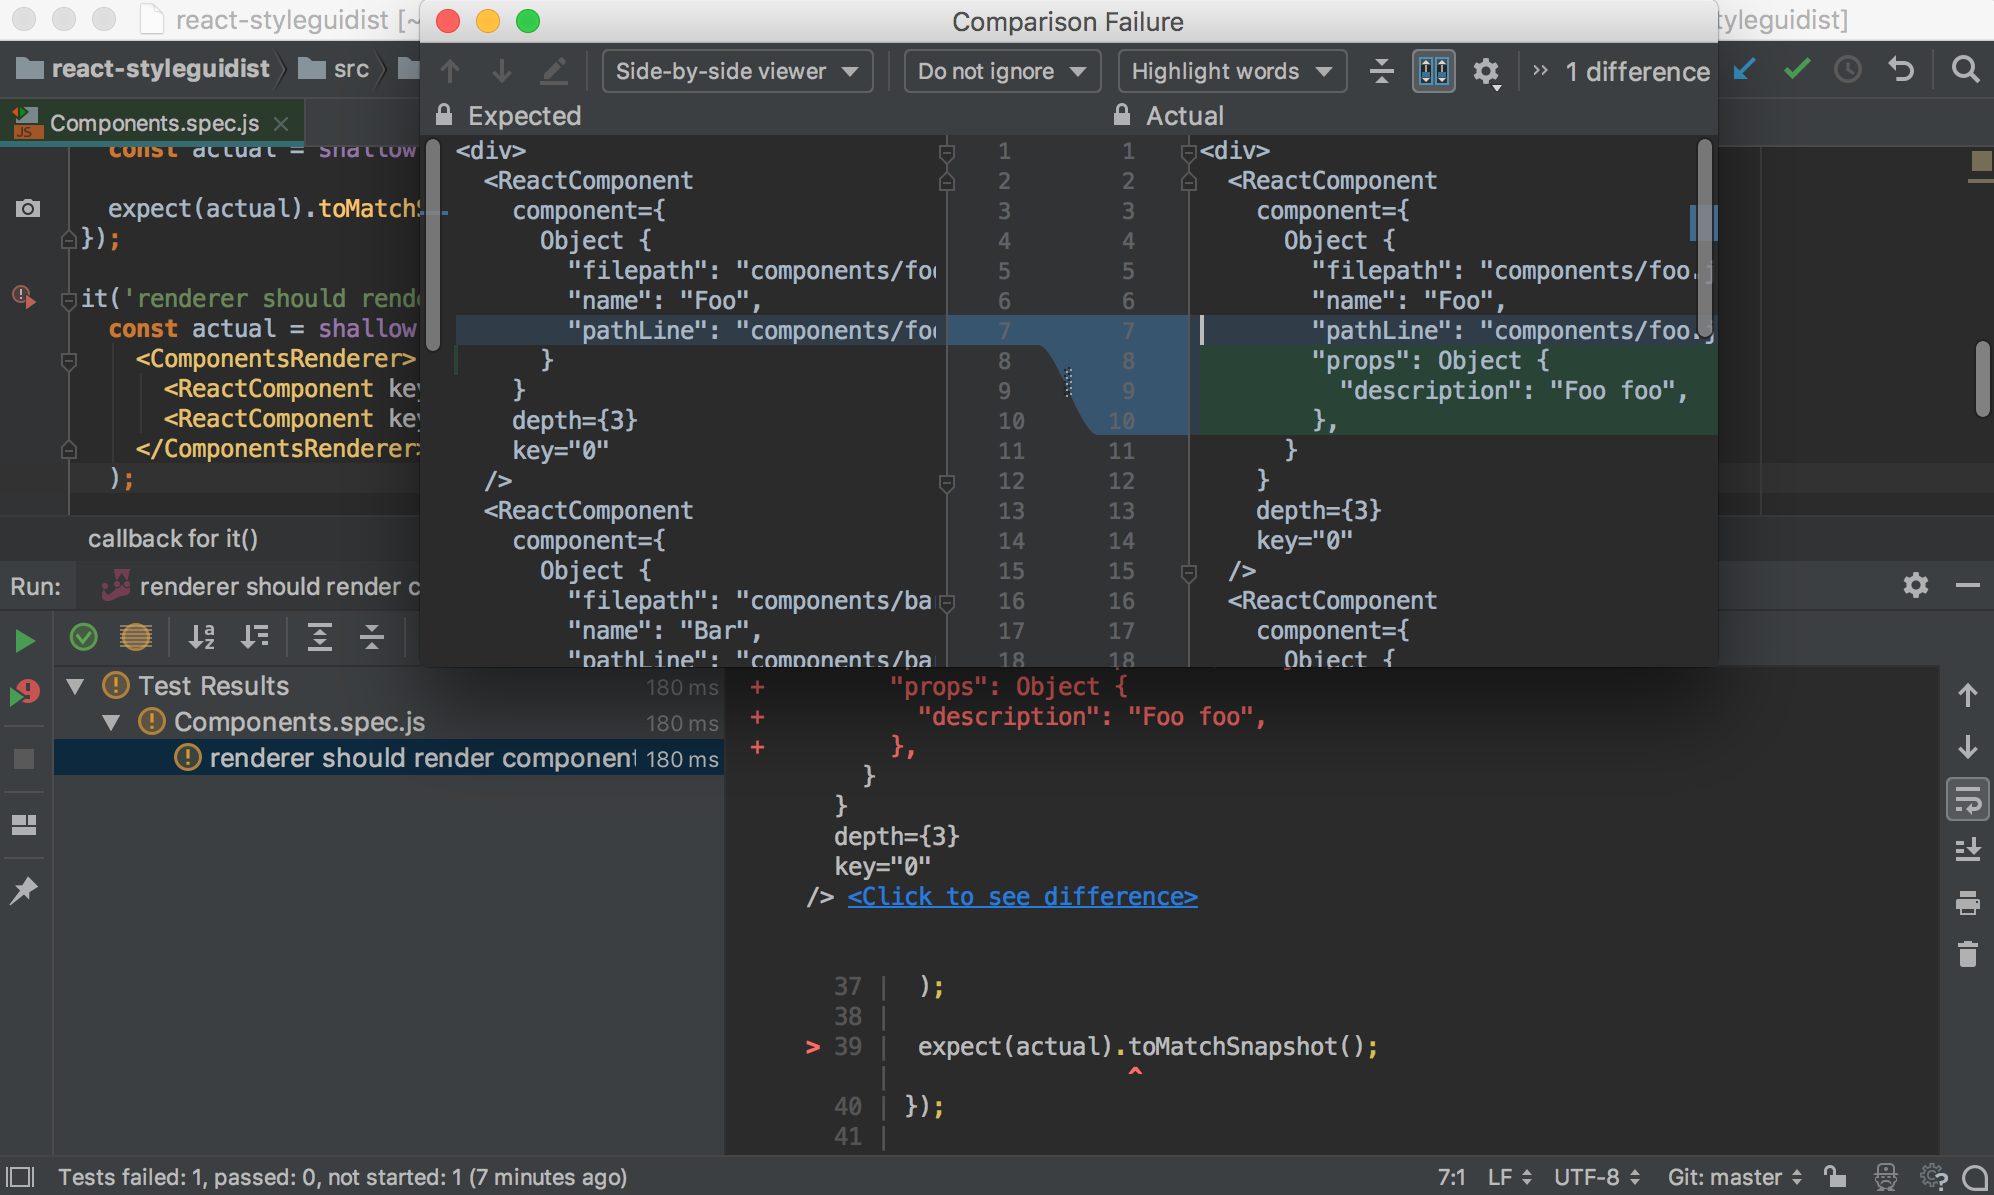 react-styleguidist [~
Comparison Failure
tyleguidist]
react-styleguidist
src
Side-by-side viewer
Do not ignore
Highlight words
1 difference
Components.spec.js
Expected
Actual
const actual = shallow
expect(actual).toMatch
});
it('renderer should rende
const actual = shallow
<ComponentsRenderer>
<ReactComponent key
<ReactComponent key
</ComponentsRenderer>
);
callback for it()
<div>
<ReactComponent
component={
Object {
"filepath": "components/foo
"name": "Foo",
"pathLine": "components/foo
}
}
depth={3}
key="0"
/>
<ReactComponent
component={
Object {
"filepath": "components/ba
"name": "Bar",
"pathLine": "components/ba
1 1
2 2
3 3
4 4
5 5
6 6
7 7
8 8
9 9
10 10
11 11
12 12
13 13
14 14
15 15
16 16
17 17
18 18
<div>
<ReactComponent
component={
Object {
"filepath": "components/foo.j
"name": "Foo",
"pathLine": "components/foo.j
"props": Object {
"description": "Foo foo",
},
}
}
depth={3}
key="0"
/>
<ReactComponent
component={
Object {
Run:
renderer should render c
Test Results 180 ms
Components.spec.js 180 ms
renderer should render component 180 ms
+ "props": Object {
+ "description": "Foo foo",
+ },
}
}
depth={3}
key="0"
/> <Click to see difference>
37 | );
38 |
> 39 | expect(actual).toMatchSnapshot();
| ^
40 | });
41 |
Tests failed: 1, passed: 0, not started: 1 (7 minutes ago)
7:1 LF UTF-8 Git: master